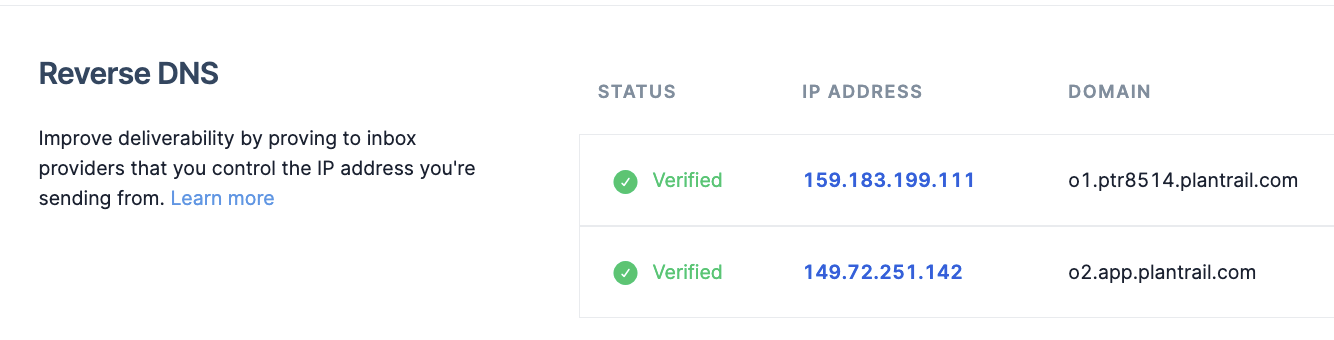 Reverse DNS
Improve deliverability by proving to inbox
providers that you control the IP address you're
sending from. Learn more
STATUS IP ADDRESS DOMAIN
Verified 159.183.199.111 o1.ptr8514.plantrail.com
Verified 149.72.251.142 o2.app.plantrail.com